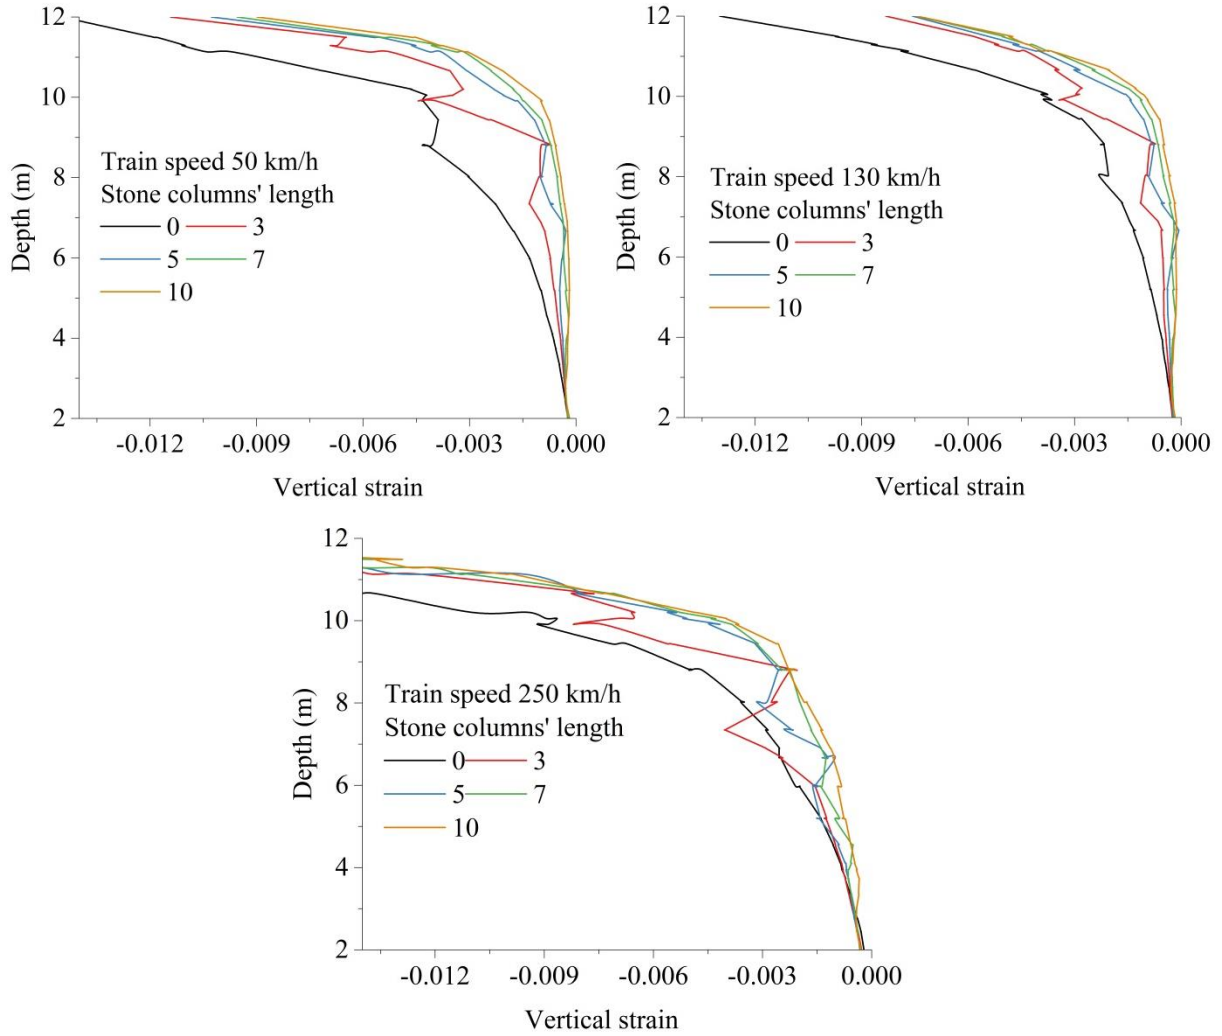 12
10
8
6
4
2
Depth (m)
Train speed 50 km/h
Stone columns' length
0 3
5 7
10
-0.012 -0.009 -0.006 -0.003 0.000
Vertical strain
12
10
8
6
4
2
Depth (m)
Train speed 130 km/h
Stone columns' length
0 3
5 7
10
-0.012 -0.009 -0.006 -0.003 0.000
Vertical strain
12
10
8
6
4
2
Depth (m)
Train speed 250 km/h
Stone columns' length
0 3
5 7
10
-0.012 -0.009 -0.006 -0.003 0.000
Vertical strain